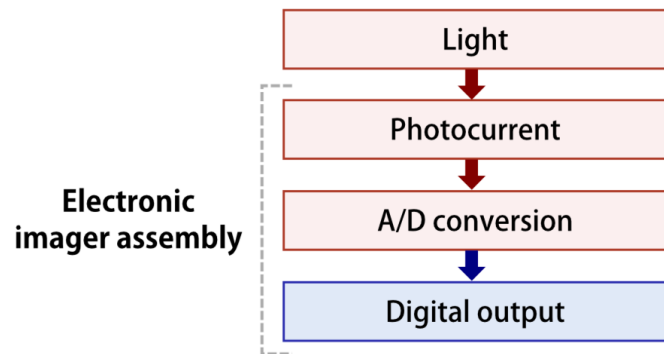 Light
Photocurrent
Electronic
imager assembly
A/D conversion
Digital output